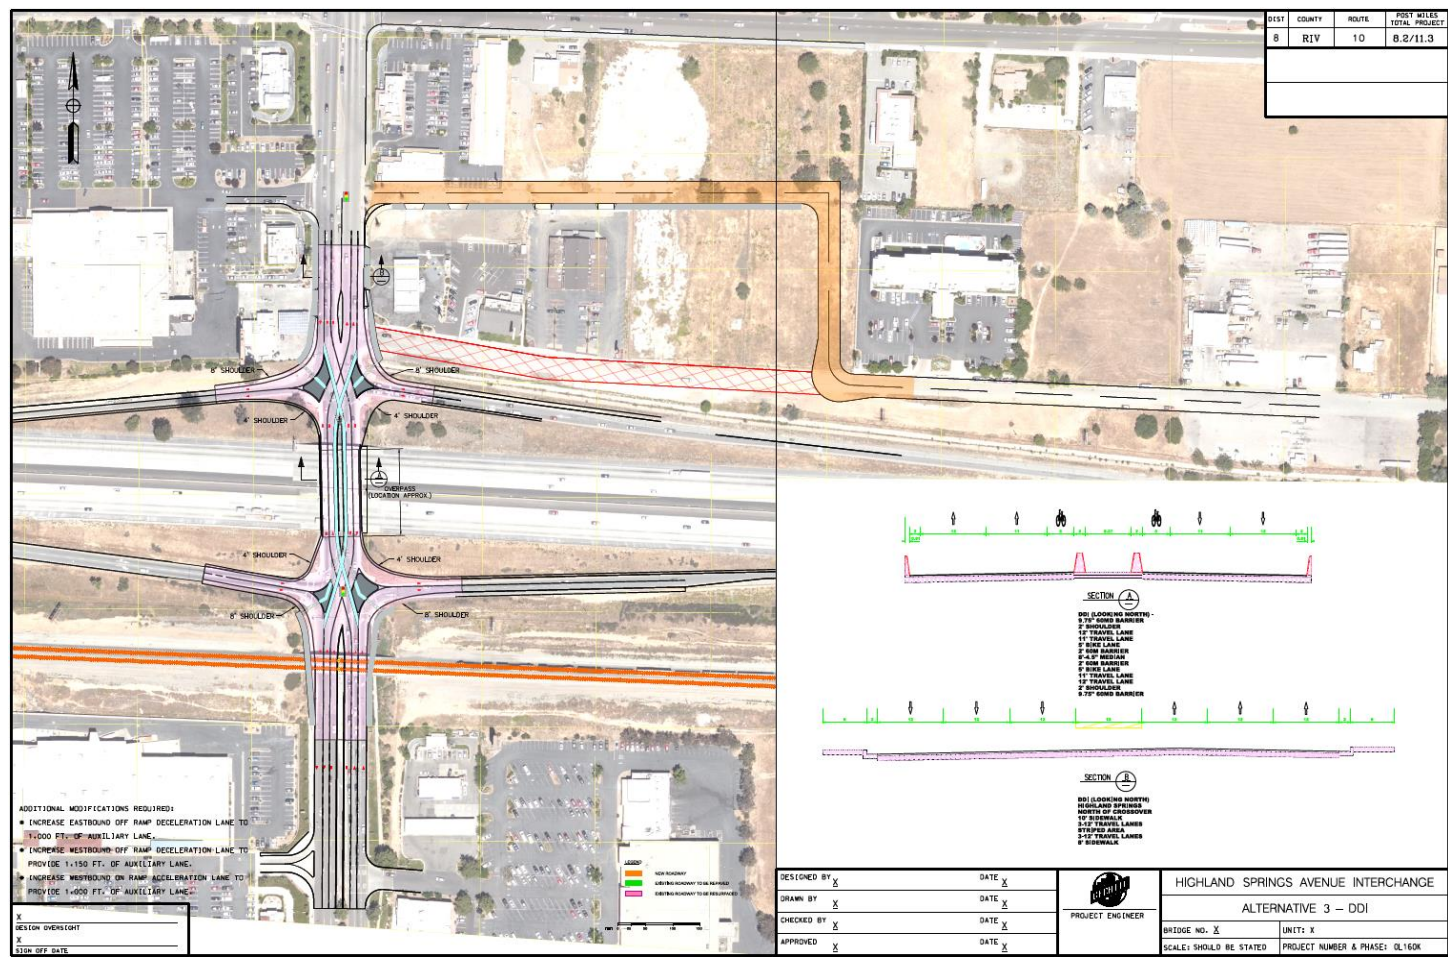 DIST COUNTY ROUTE POST MILES TOTAL PROJECT
8 RIV 10 8.2/11.3
B
8' SHOULDER
8' SHOULDER
4' SHOULDER
4' SHOULDER
A
OVERPASS
(LOCATION APPROX.)
4' SHOULDER
4' SHOULDER
8' SHOULDER
8' SHOULDER
SECTION A
DDI (LOOKING NORTH) -
9.75" 60MD BARRIER
2' SHOULDER
12' TRAVEL LANE
11' TRAVEL LANE
5' BIKE LANE
2' 60M BARRIER
8'-4.5" MEDIAN
2' 60M BARRIER
5' BIKE LANE
11' TRAVEL LANE
12' TRAVEL LANE
2' SHOULDER
9.75" 60MD BARRIER
SECTION B
DDI (LOOKING NORTH)
HIGHLAND SPRINGS
NORTH OF CROSSOVER
10' SIDEWALK
3-12' TRAVEL LANES
STRIPED AREA
3-12' TRAVEL LANES
8' SIDEWALK
ADDITIONAL MODIFICATIONS REQUIRED:
• INCREASE EASTBOUND OFF RAMP DECELERATION LANE TO
1,000 FT. OF AUXILIARY LANE.
• INCREASE WESTBOUND OFF RAMP DECELERATION LANE TO
PROVIDE 1,150 FT. OF AUXILIARY LANE.
• INCREASE WESTBOUND ON RAMP ACCELERATION LANE TO
PROVIDE 1,000 FT. OF AUXILIARY LANE.
LEGEND
NEW ROADWAY
EXISTING ROADWAY TO BE REPAVED
EXISTING ROADWAY TO BE RESURFACED
X
DESIGN OVERSIGHT
X
SIGN OFF DATE
DESIGNED BY X DATE X
DRAWN BY X DATE X
CHECKED BY X DATE X
APPROVED X DATE X
PROJECT ENGINEER
HIGHLAND SPRINGS AVENUE INTERCHANGE
ALTERNATIVE 3 – DDI
BRIDGE NO. X UNIT: X
SCALE: SHOULD BE STATED PROJECT NUMBER & PHASE: 0L160K